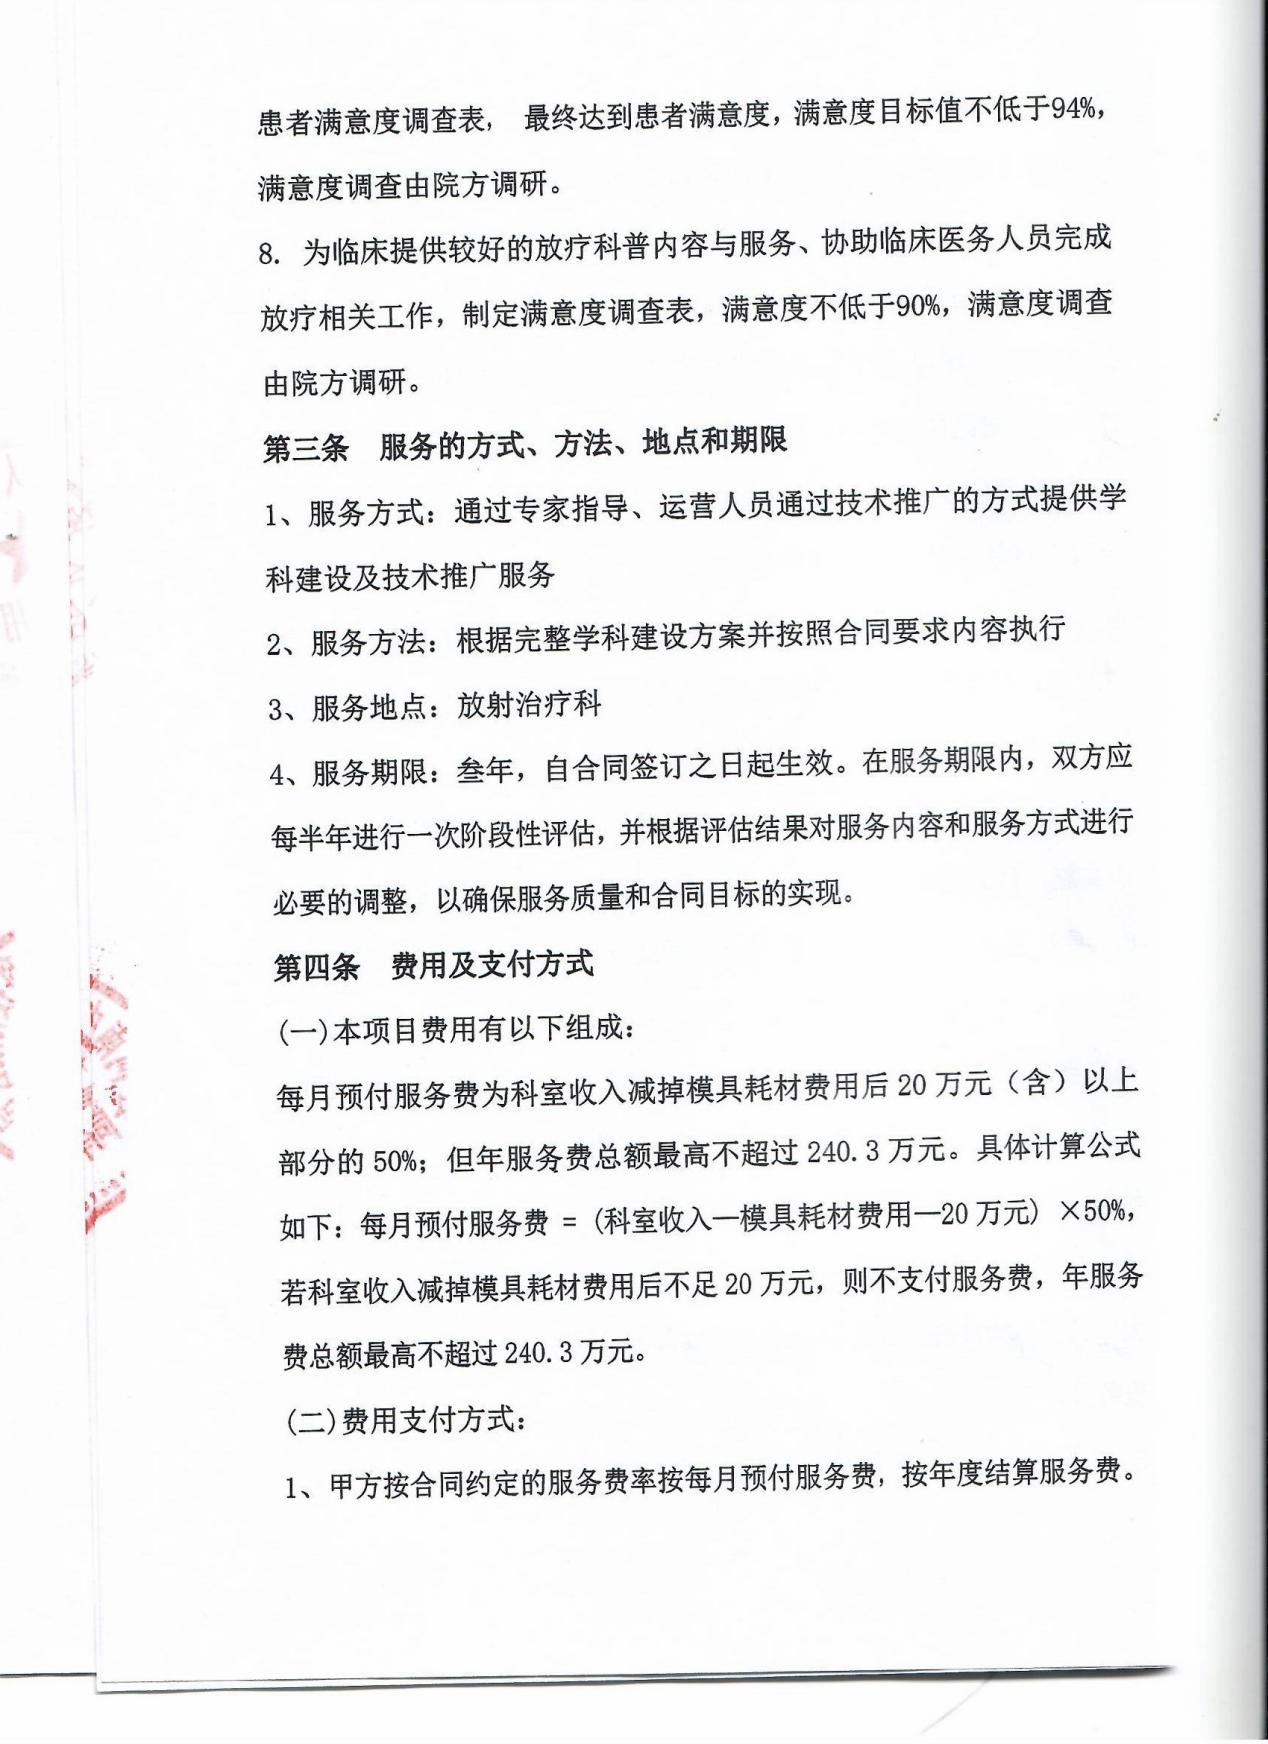 患者满意度调查表， 最终达到患者满意度，满意度目标值不低于94%，
满意度调查由院方调研。
8. 为临床提供较好的放疗科普内容与服务、协助临床医务人员完成
放疗相关工作，制定满意度调查表，满意度不低于90%，满意度调查
由院方调研。
第三条 服务的方式、方法、地点和期限
1、服务方式：通过专家指导、运营人员通过技术推广的方式提供学
科建设及技术推广服务
2、服务方法：根据完整学科建设方案并按照合同要求内容执行
3、服务地点：放射治疗科
4、服务期限：叁年，自合同签订之日起生效。在服务期限内，双方应
每半年进行一次阶段性评估，并根据评估结果对服务内容和服务方式进行
必要的调整，以确保服务质量和合同目标的实现。
第四条 费用及支付方式
(一)本项目费用有以下组成：
每月预付服务费为科室收入减掉模具耗材费用后 20 万元（含）以上
部分的 50%；但年服务费总额最高不超过 240.3 万元。具体计算公式
如下：每月预付服务费 = (科室收入—模具耗材费用—20 万元) ×50%，
若科室收入减掉模具耗材费用后不足 20 万元，则不支付服务费，年服务
费总额最高不超过 240.3 万元。
(二)费用支付方式：
1、甲方按合同约定的服务费率按每月预付服务费，按年度结算服务费。